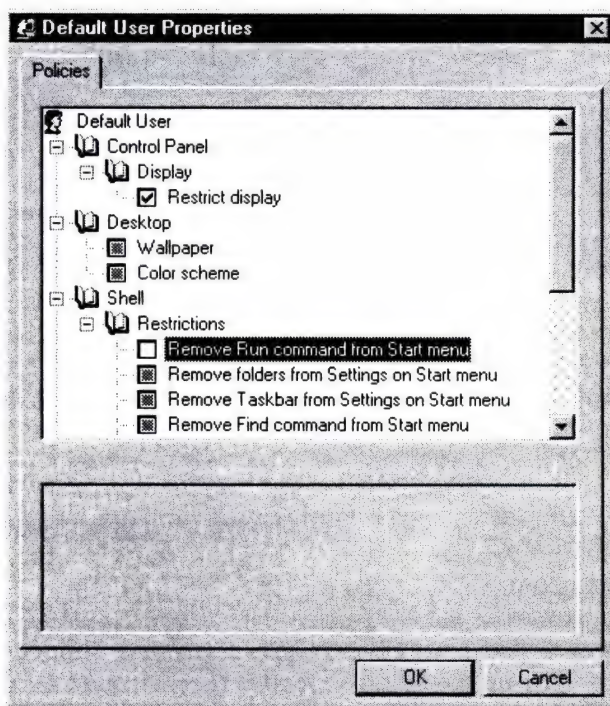 Default User Properties
Policies
Default User
Control Panel
Display
Restrict display
Desktop
Wallpaper
Color scheme
Shell
Restrictions
Remove Run command from Start menu
Remove folders from Settings on Start menu
Remove Taskbar from Settings on Start menu
Remove Find command from Start menu
OK
Cancel